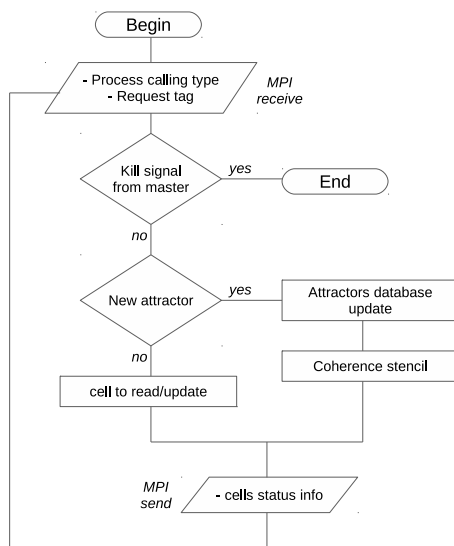 Begin
- Process calling type
- Request tag
MPI
receive
Kill signal
from master
yes
End
no
New attractor
yes
Attractors database
update
no
cell to read/update
Coherence stencil
MPI
send
- cells status info